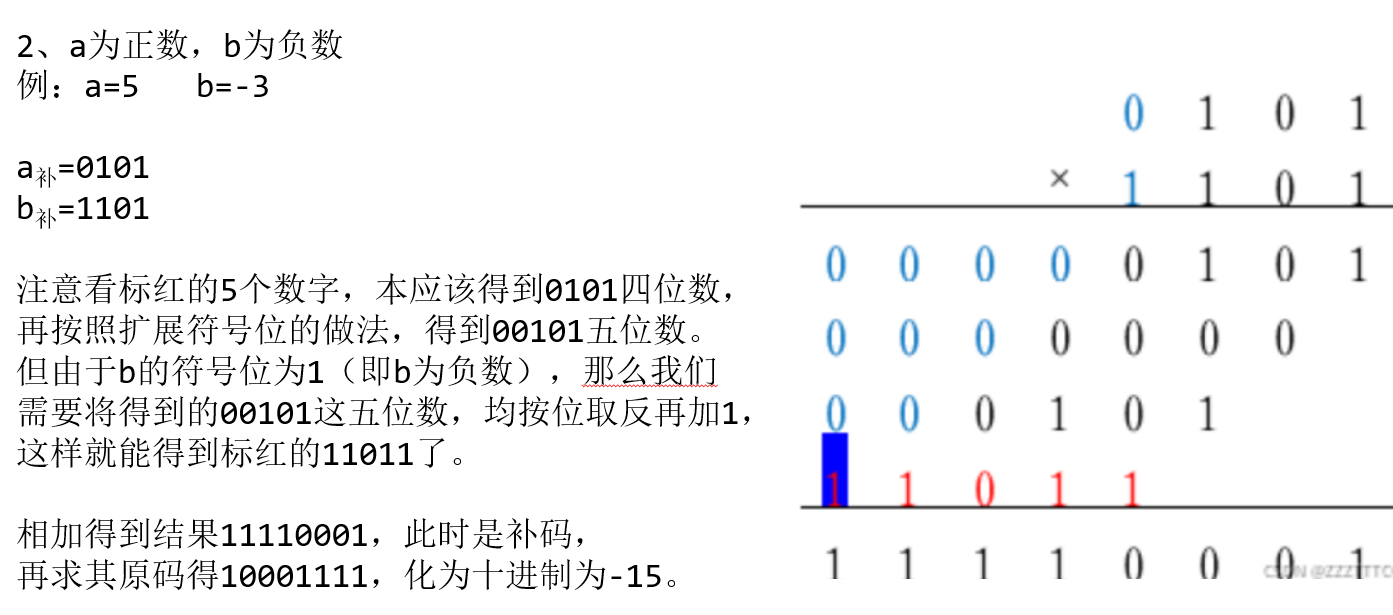 2、a为正数，b为负数
例：a=5 b=-3
a补=0101
b补=1101
注意看标红的5个数字，本应该得到0101四位数，
再按照扩展符号位的做法，得到00101五位数。
但由于b的符号位为1（即b为负数），那么我们
需要将得到的00101这五位数，均按位取反再加1，
这样就能得到标红的11011了。
相加得到结果11110001，此时是补码，
再求其原码得10001111，化为十进制为-15。
0 1 0 1
× 1 1 0 1
0 0 0 0 0 1 0 1
0 0 0 0 0 0 0
0 0 0 1 0 1
1 1 0 1 1
1 1 1 1 0 0 0 1